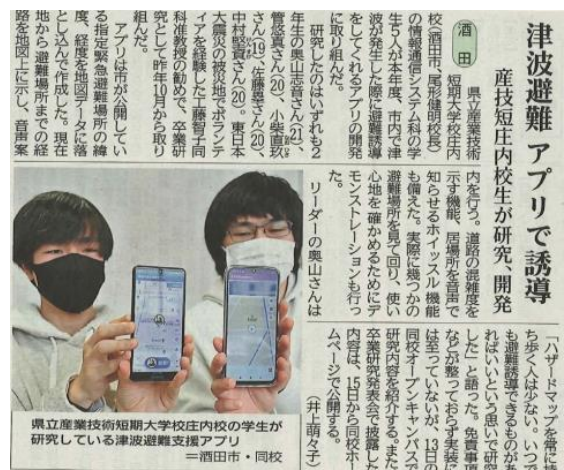 津波避難 アプリで誘導
産技短庄内校生が研究、開発
酒田
県立産業技術
短期大学校庄内
校(酒田市、尾形健明校長)
の情報通信システム科の学
生5人が本年度、市内で津
波が発生した際に避難誘導
をしてくれるアプリの開発
に取り組んだ。
研究したのはいずれも2
年生の奥山志音さん(21)、
菅悠真さん(20)、小柴直玖
さん(19)、佐藤さん(20)、
中村堅資さん(20)。東日本
大震災の被災地でボランテ
ィアを経験した工藤智子同
科准教授の勧めで、卒業研
究として昨年10月から取り
組んだ。
アプリは市が公開してい
る指定緊急避難場所の緯
度、経度を地図データに落
とし込んで作成した。現在
地から避難場所までの経
路を地図上に示し、音声案
内を行う。道路の混雑度を
示す機能、居場所を音声で
知らせるホイッスル機能
も備えた。実際に幾つかの
避難場所を見て回り、使い
心地を確かめるためにデ
モンストレーションも行っ
た。
リーダーの奥山さんは
「ハザードマップを常に持
ち歩く人は少ない。いつで
も避難誘導できるものがあ
ればいいという思いで研究
した」と語った。免責事項
などが整っておらず実装に
は至っていないが、13日の
同校オープンキャンパスで
研究内容を紹介する。また
卒業研究発表会で披露した
内容は、15日から同校ホー
ムページで公開する。
(井上萌々子)
県立産業技術短期大学校庄内校の学生が
研究している津波避難支援アプリ
=酒田市・同校